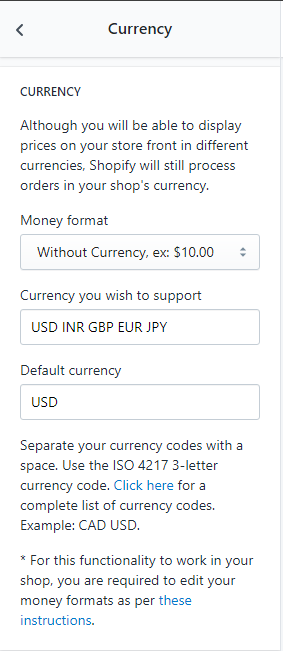 Currency
CURRENCY
Although you will be able to display
prices on your store front in different
currencies, Shopify will still process
orders in your shop's currency.
Money format
Without Currency, ex: $10.00
Currency you wish to support
USD INR GBP EUR JPY
Default currency
USD
Separate your currency codes with a
space. Use the ISO 4217 3-letter
currency code. Click here for a
complete list of currency codes.
Example: CAD USD.
* For this functionality to work in your
shop, you are required to edit your
money formats as per these
instructions.